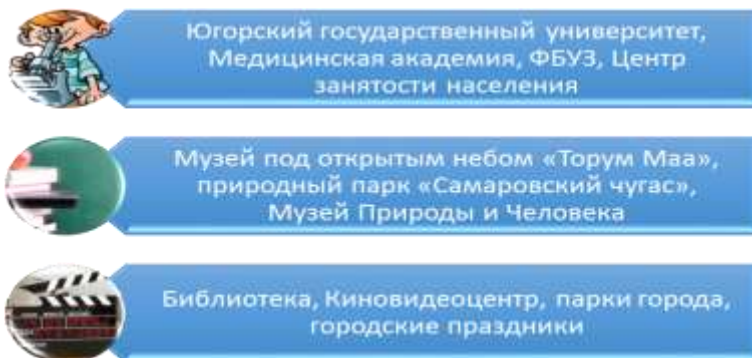 Югорский государственный университет,
Медицинская академия, ФБУЗ, Центр
занятости населения
Музей под открытым небом «Торум Маа»,
природный парк «Самаровский чугас»,
Музей Природы и Человека
Библиотека, Киновидеоцентр, парки города,
городские праздники